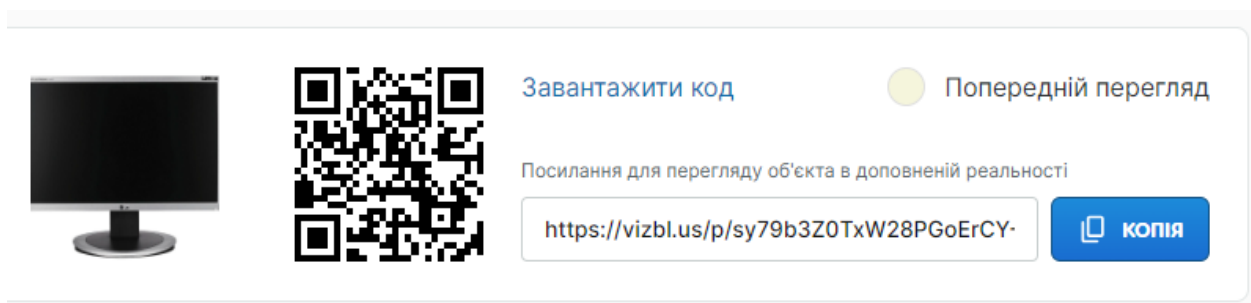 Завантажити код
Попередній перегляд
Посилання для перегляду об'єкта в доповненій реальності
https://vizbl.us/p/sy79b3Z0TxW28PGoErCY-
КОПІЯ